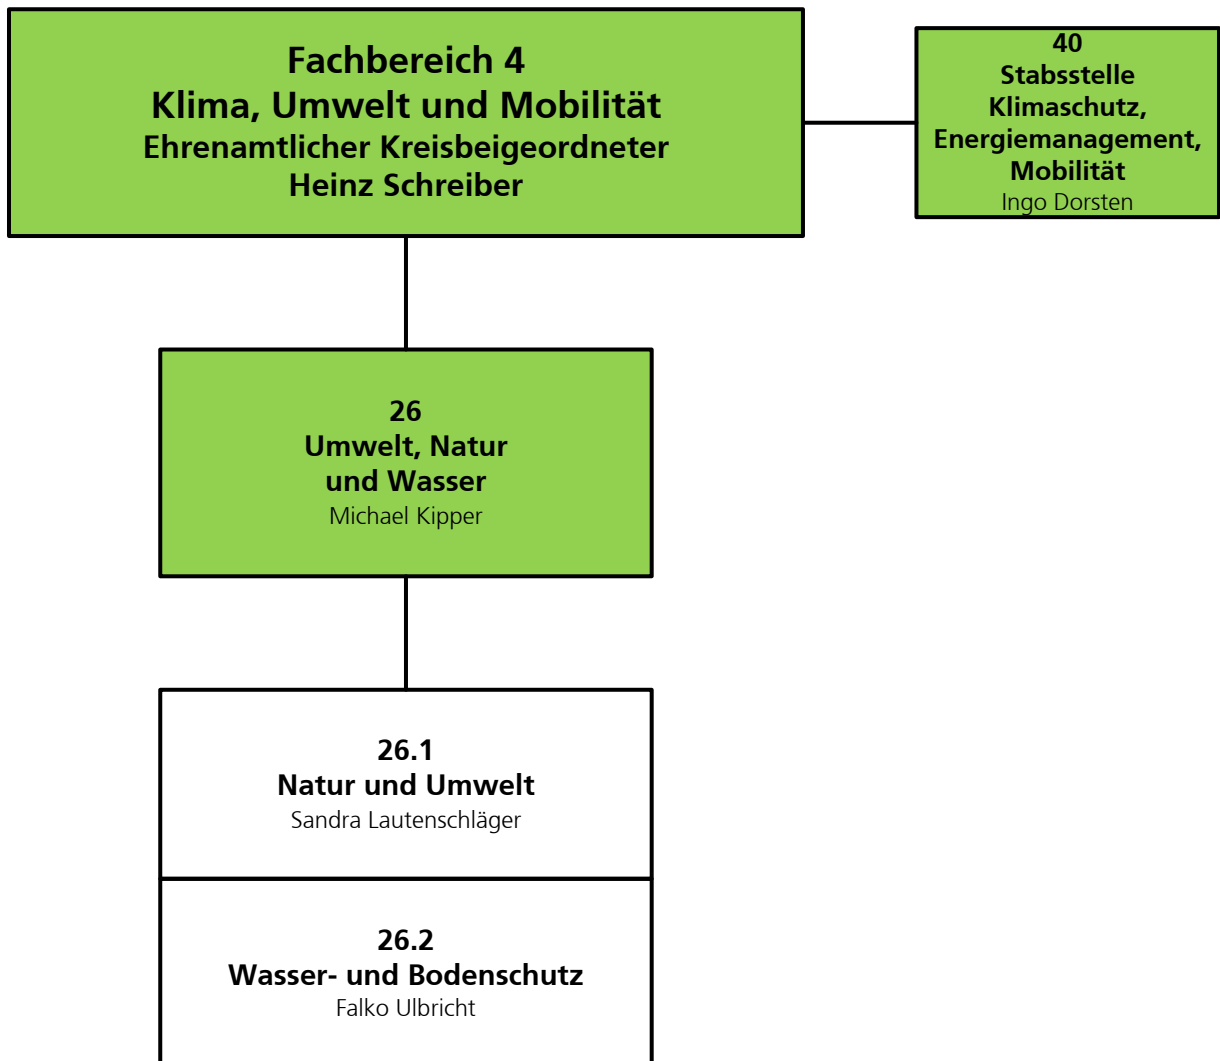 Fachbereich 4
Klima, Umwelt und Mobilität
Ehrenamtlicher Kreisbeigeordneter
Heinz Schreiber
40
Stabsstelle
Klimaschutz,
Energiemanagement,
Mobilität
Ingo Dorsten
26
Umwelt, Natur
und Wasser
Michael Kipper
26.1
Natur und Umwelt
Sandra Lautenschläger
26.2
Wasser- und Bodenschutz
Falko Ulbricht